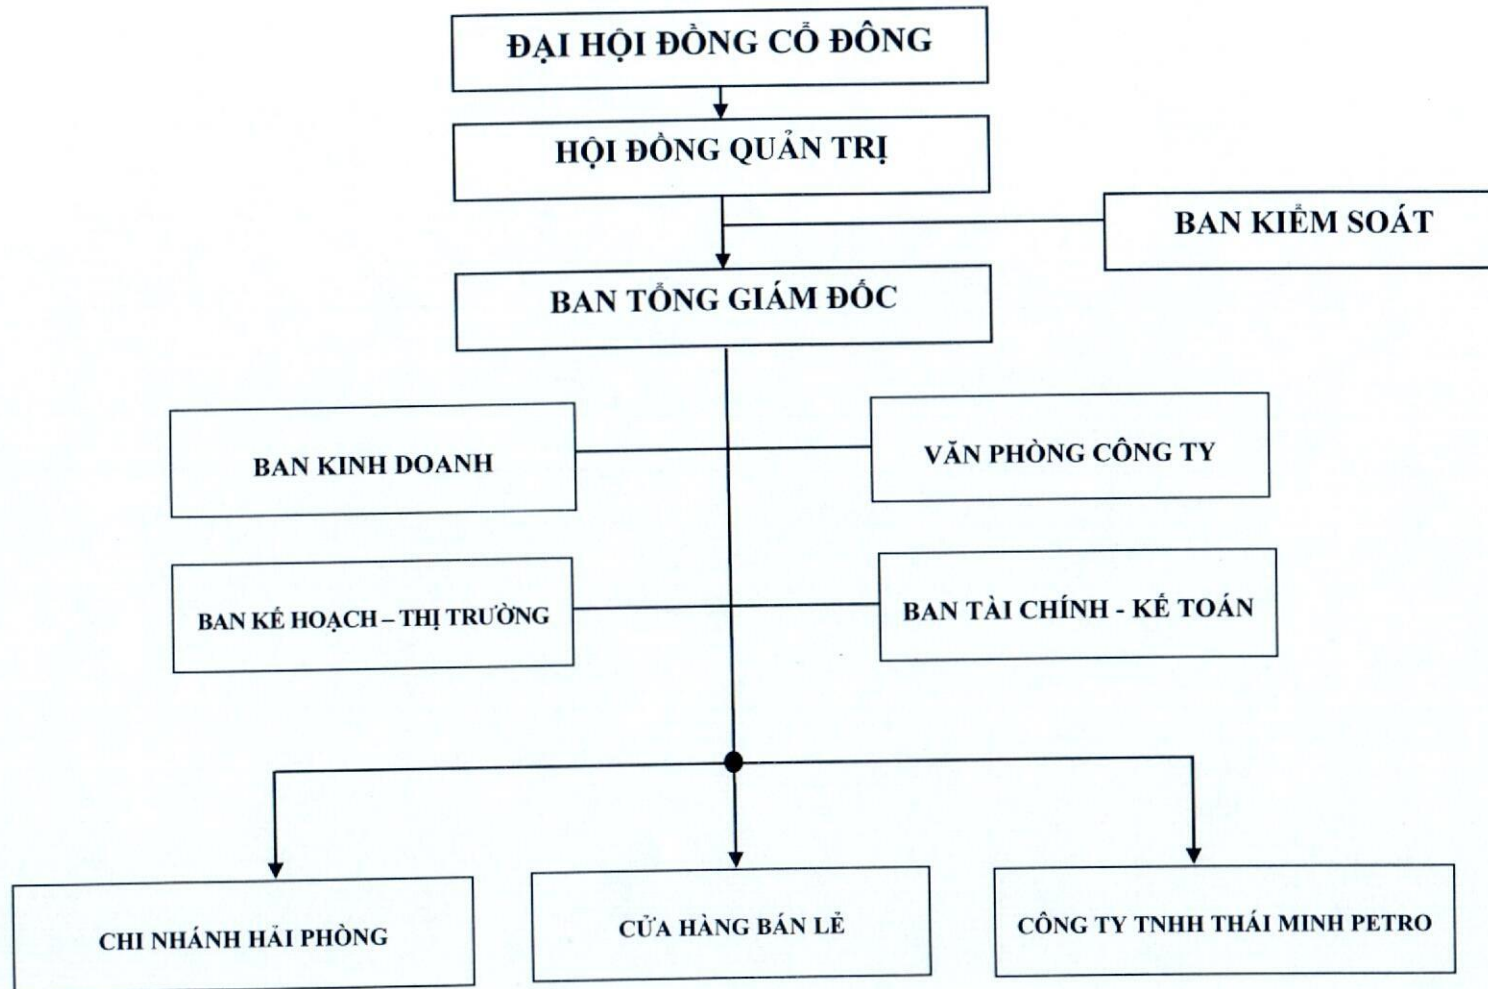 ĐẠI HỘI ĐỒNG CỔ ĐÔNG
HỘI ĐỒNG QUẢN TRỊ
BAN KIỂM SOÁT
BAN TỔNG GIÁM ĐỐC
BAN KINH DOANH
VĂN PHÒNG CÔNG TY
BAN KẾ HOẠCH – THỊ TRƯỜNG
BAN TÀI CHÍNH - KẾ TOÁN
CHI NHÁNH HẢI PHÒNG
CỬA HÀNG BÁN LẺ
CÔNG TY TNHH THÁI MINH PETRO